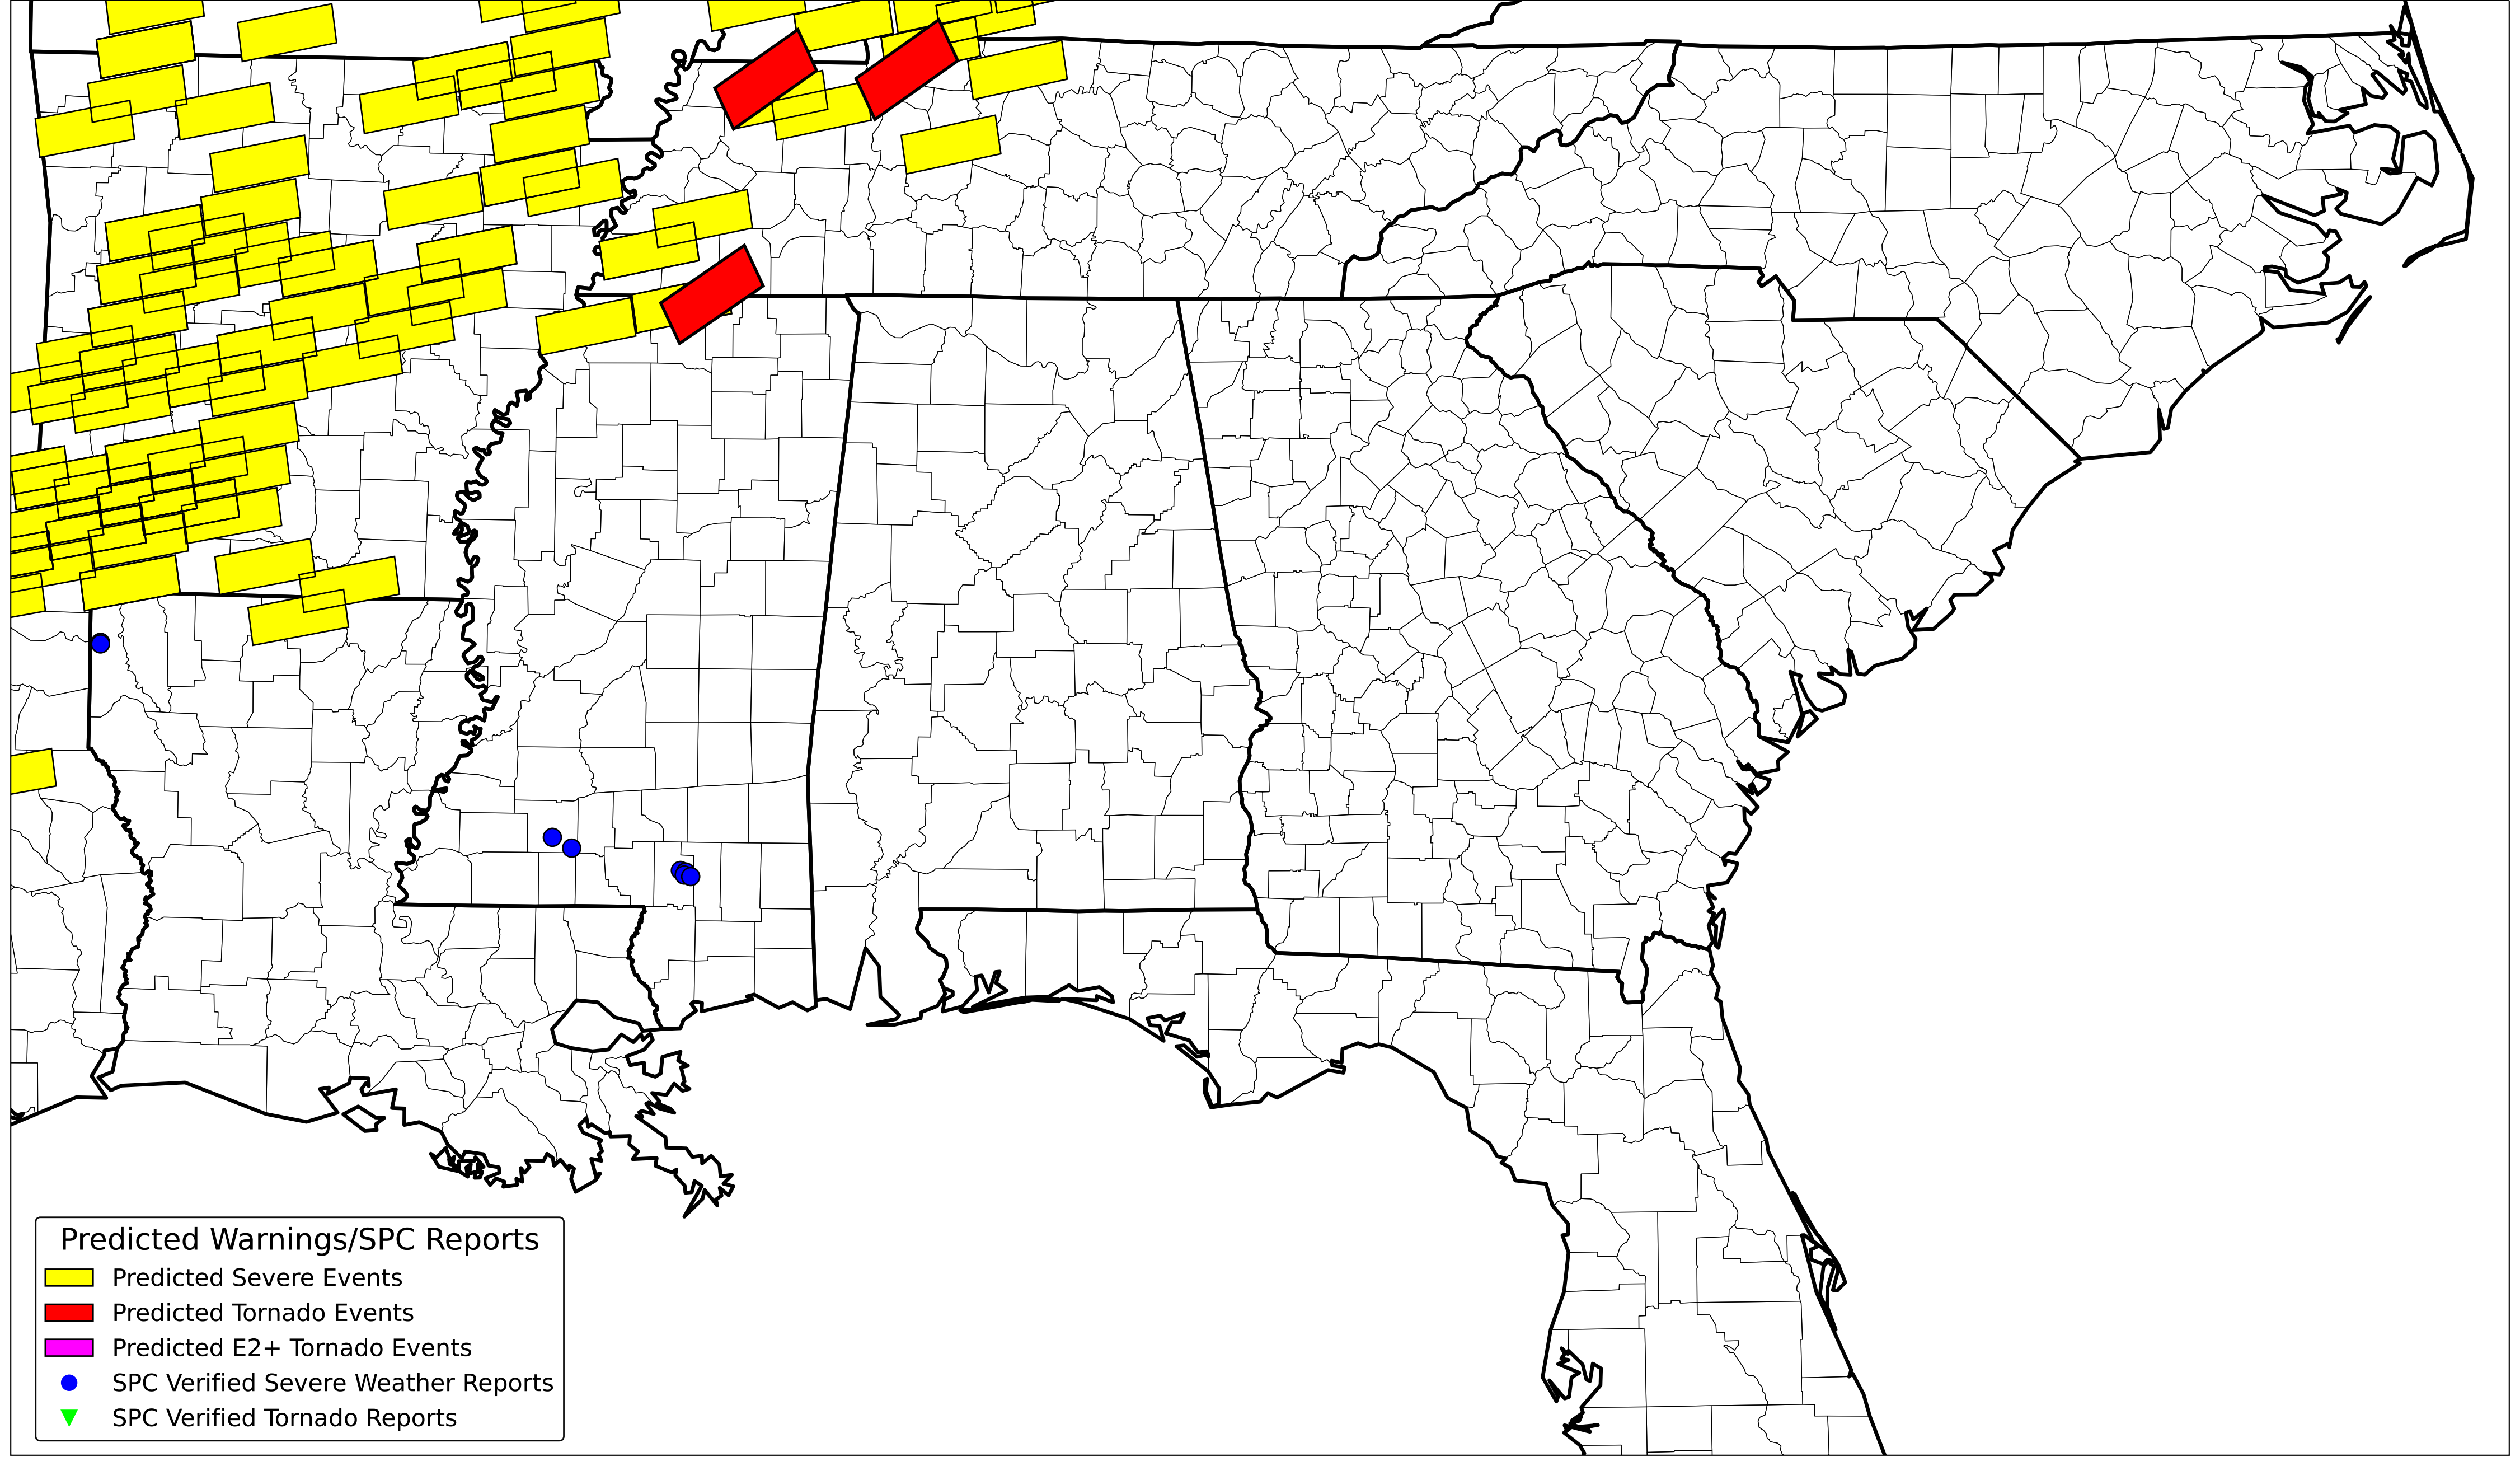 Predicted Warnings/SPC Reports
Predicted Severe Events
Predicted Tornado Events
Predicted E2+ Tornado Events
SPC Verified Severe Weather Reports
SPC Verified Tornado Reports